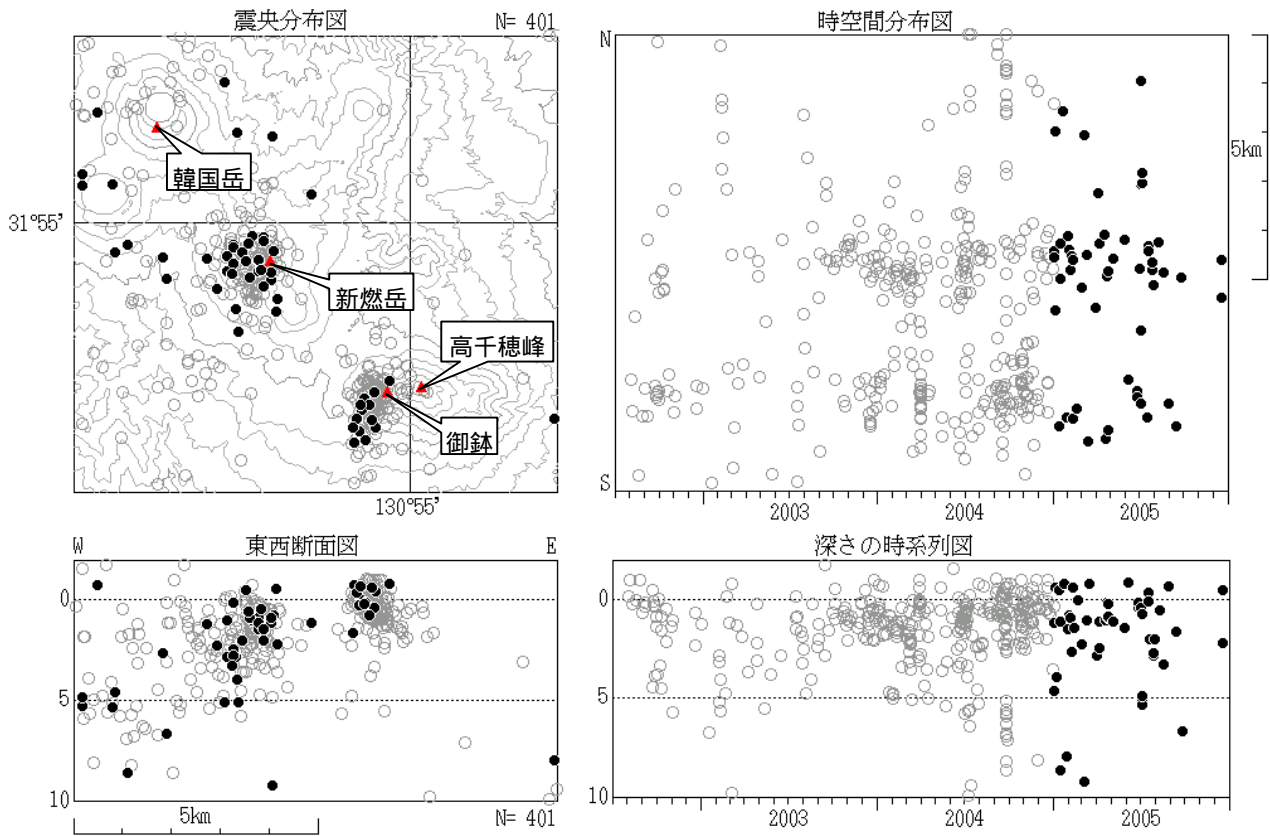 震央分布図
N= 401
韓国岳
31°55'
新燃岳
高千穂峰
御鉢
130°55'
時空間分布図
N
5km
S
2003
2004
2005
東西断面図
W
E
0
5
10
5km
N= 401
深さの時系列図
0
5
10
2003
2004
2005